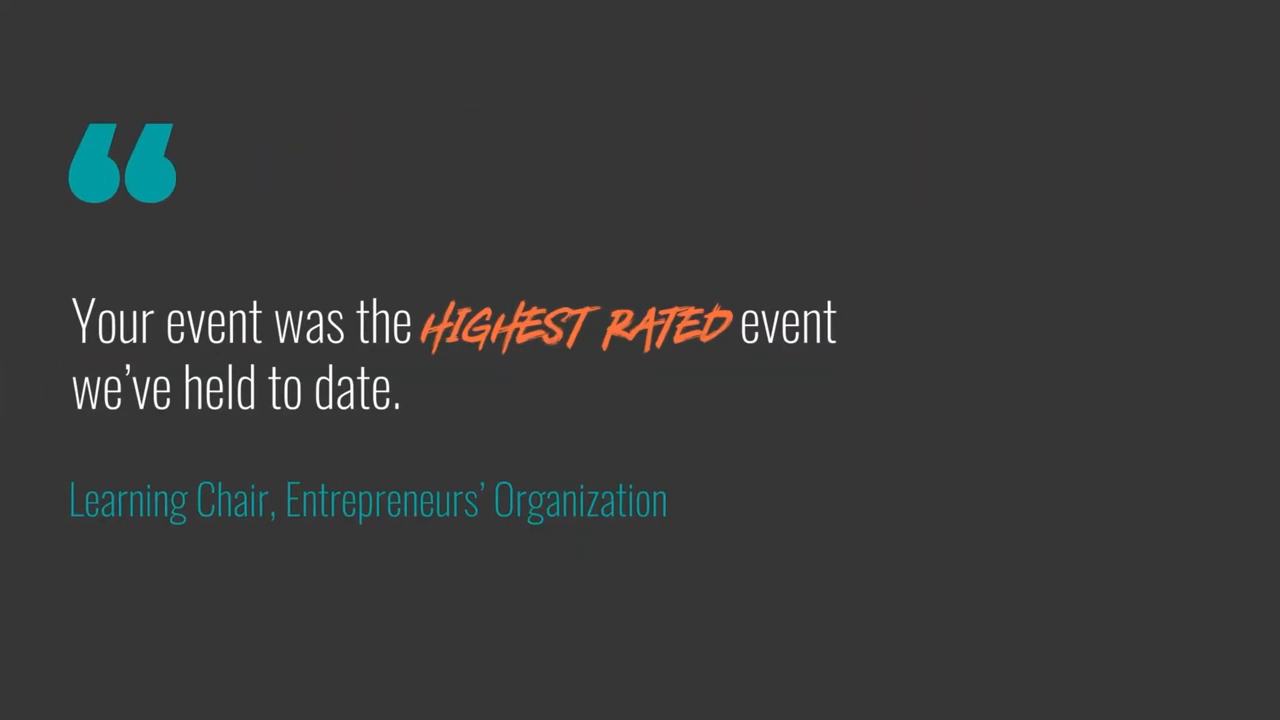 “
Your event was the HIGHEST RATED event
we’ve held to date.
Learning Chair, Entrepreneurs’ Organization